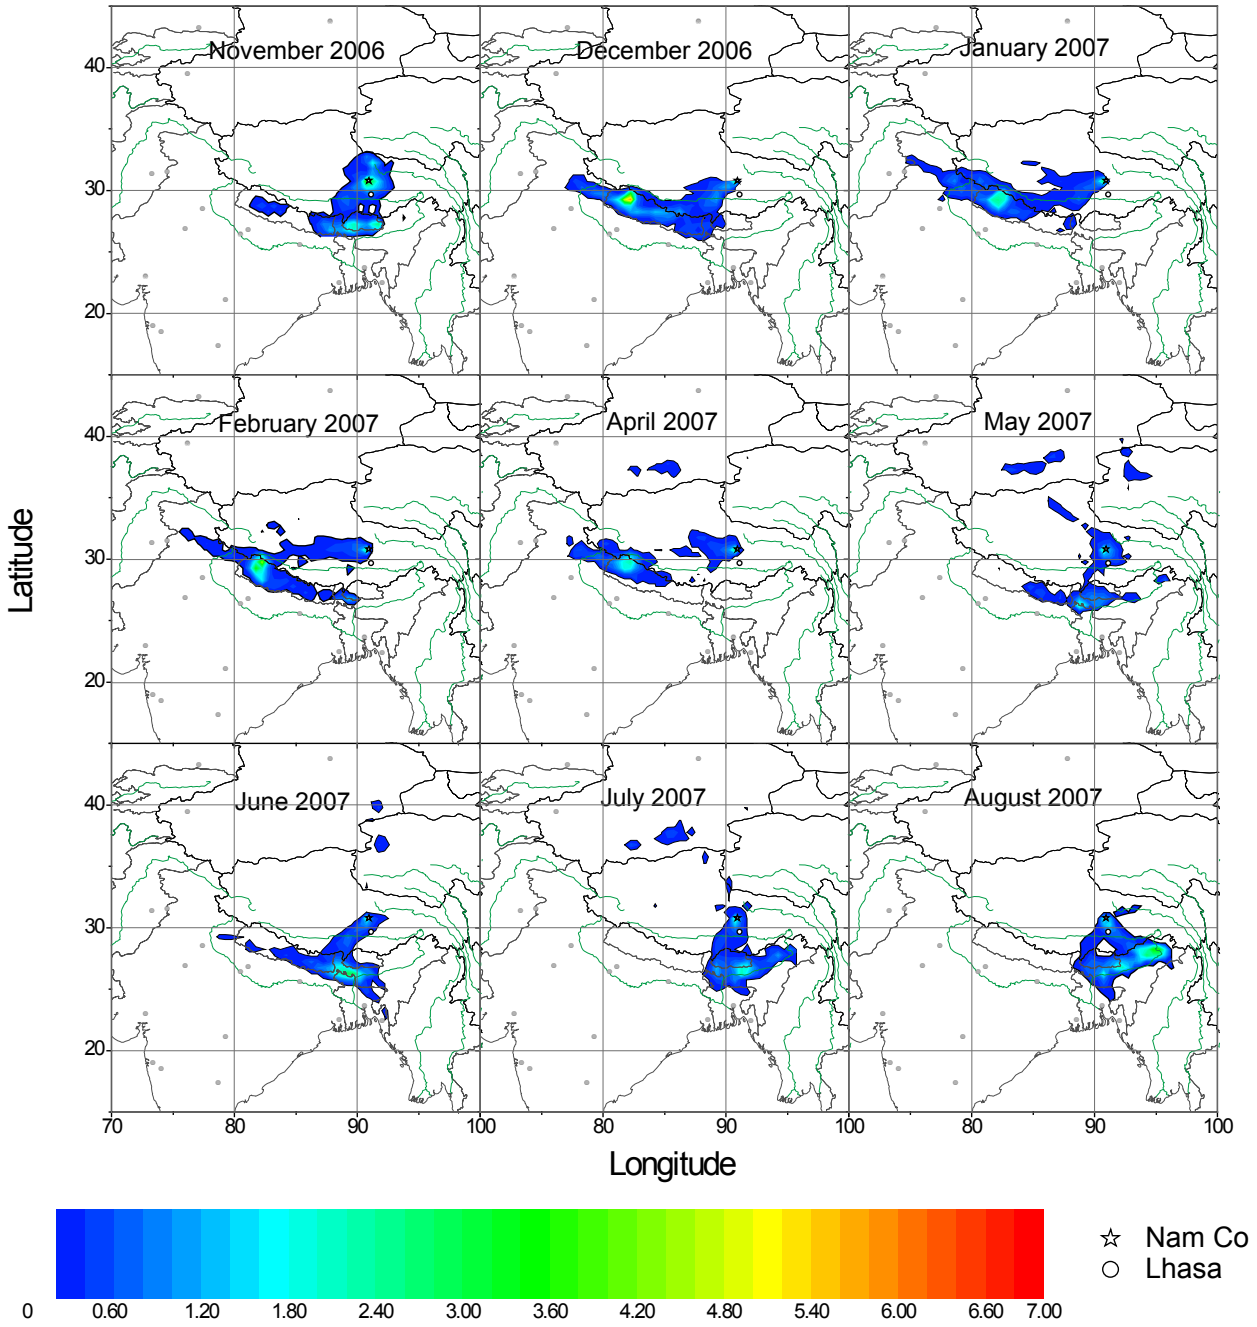 November 2006 December 2006 January 2007
40
30
20
February 2007 April 2007 May 2007
40
30
20
Latitude
June 2007 July 2007 August 2007
40
30
20
70 80 90 100 80 90 100 80 90 100
Longitude
Nam Co
Lhasa
0 0.60 1.20 1.80 2.40 3.00 3.60 4.20 4.80 5.40 6.00 6.60 7.00